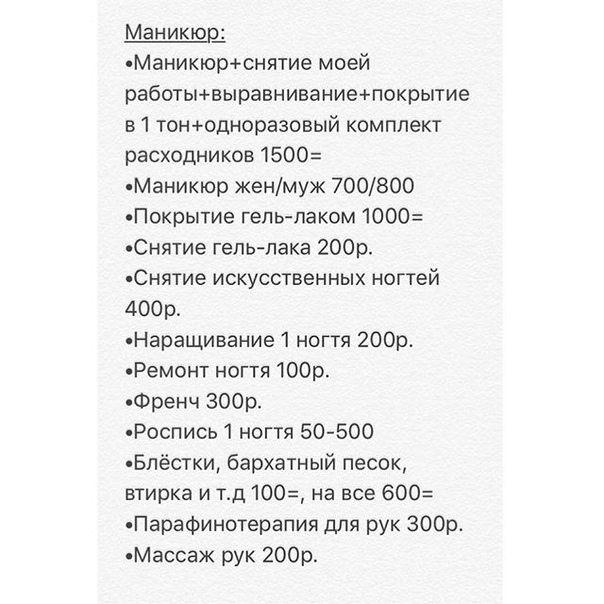 Маникюр:
•Маникюр+снятие моей
работы+выравнивание+покрытие
в 1 тон+одноразовый комплект
расходников 1500=
•Маникюр жен/муж 700/800
•Покрытие гель-лаком 1000=
•Снятие гель-лака 200р.
•Снятие искусственных ногтей
400р.
•Наращивание 1 ногтя 200р.
•Ремонт ногтя 100р.
•Френч 300р.
•Роспись 1 ногтя 50-500
•Блёстки, бархатный песок,
втирка и т.д 100=, на все 600=
•Парафинотерапия для рук 300р.
•Массаж рук 200р.